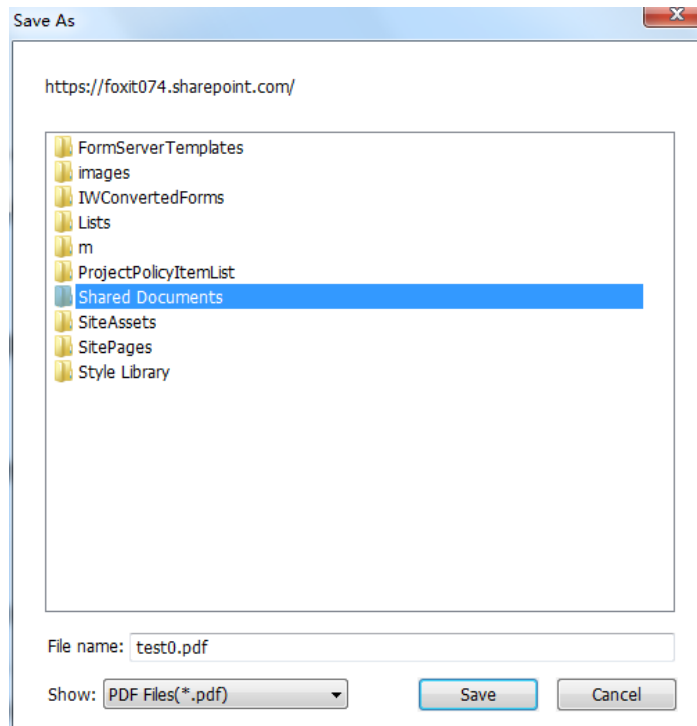 Save As
https://foxit074.sharepoint.com/
FormServerTemplates
images
IWConvertedForms
Lists
m
ProjectPolicyItemList
Shared Documents
SiteAssets
SitePages
Style Library
File name: test0.pdf
Show: PDF Files(*.pdf) Save Cancel